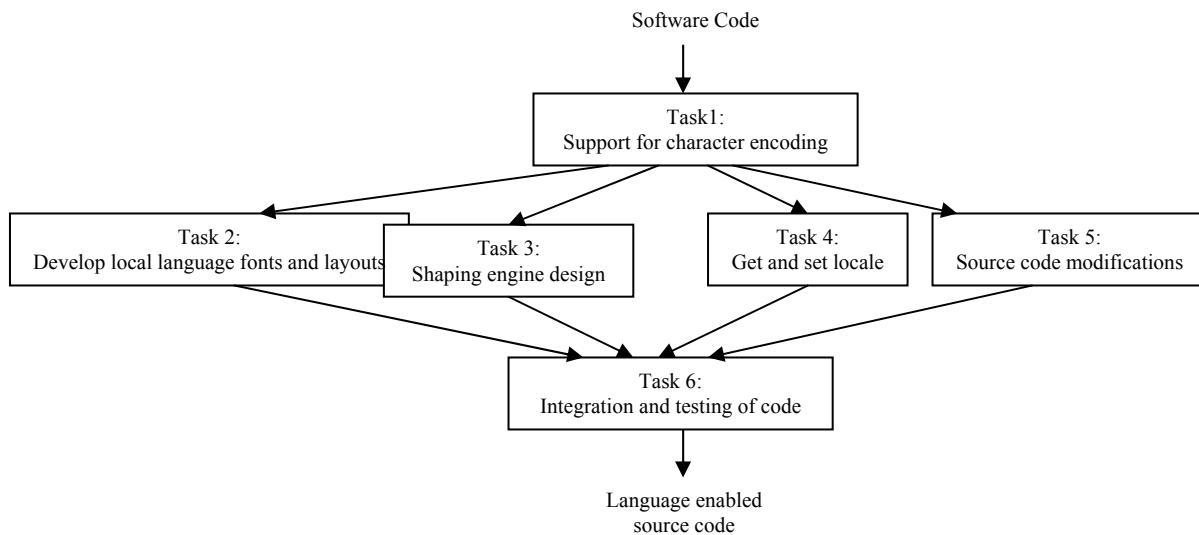 Software Code
Task1:
Support for character encoding
Task 2:
Develop local language fonts and layouts
Task 3:
Shaping engine design
Task 4:
Get and set locale
Task 5:
Source code modifications
Task 6:
Integration and testing of code
Language enabled
source code